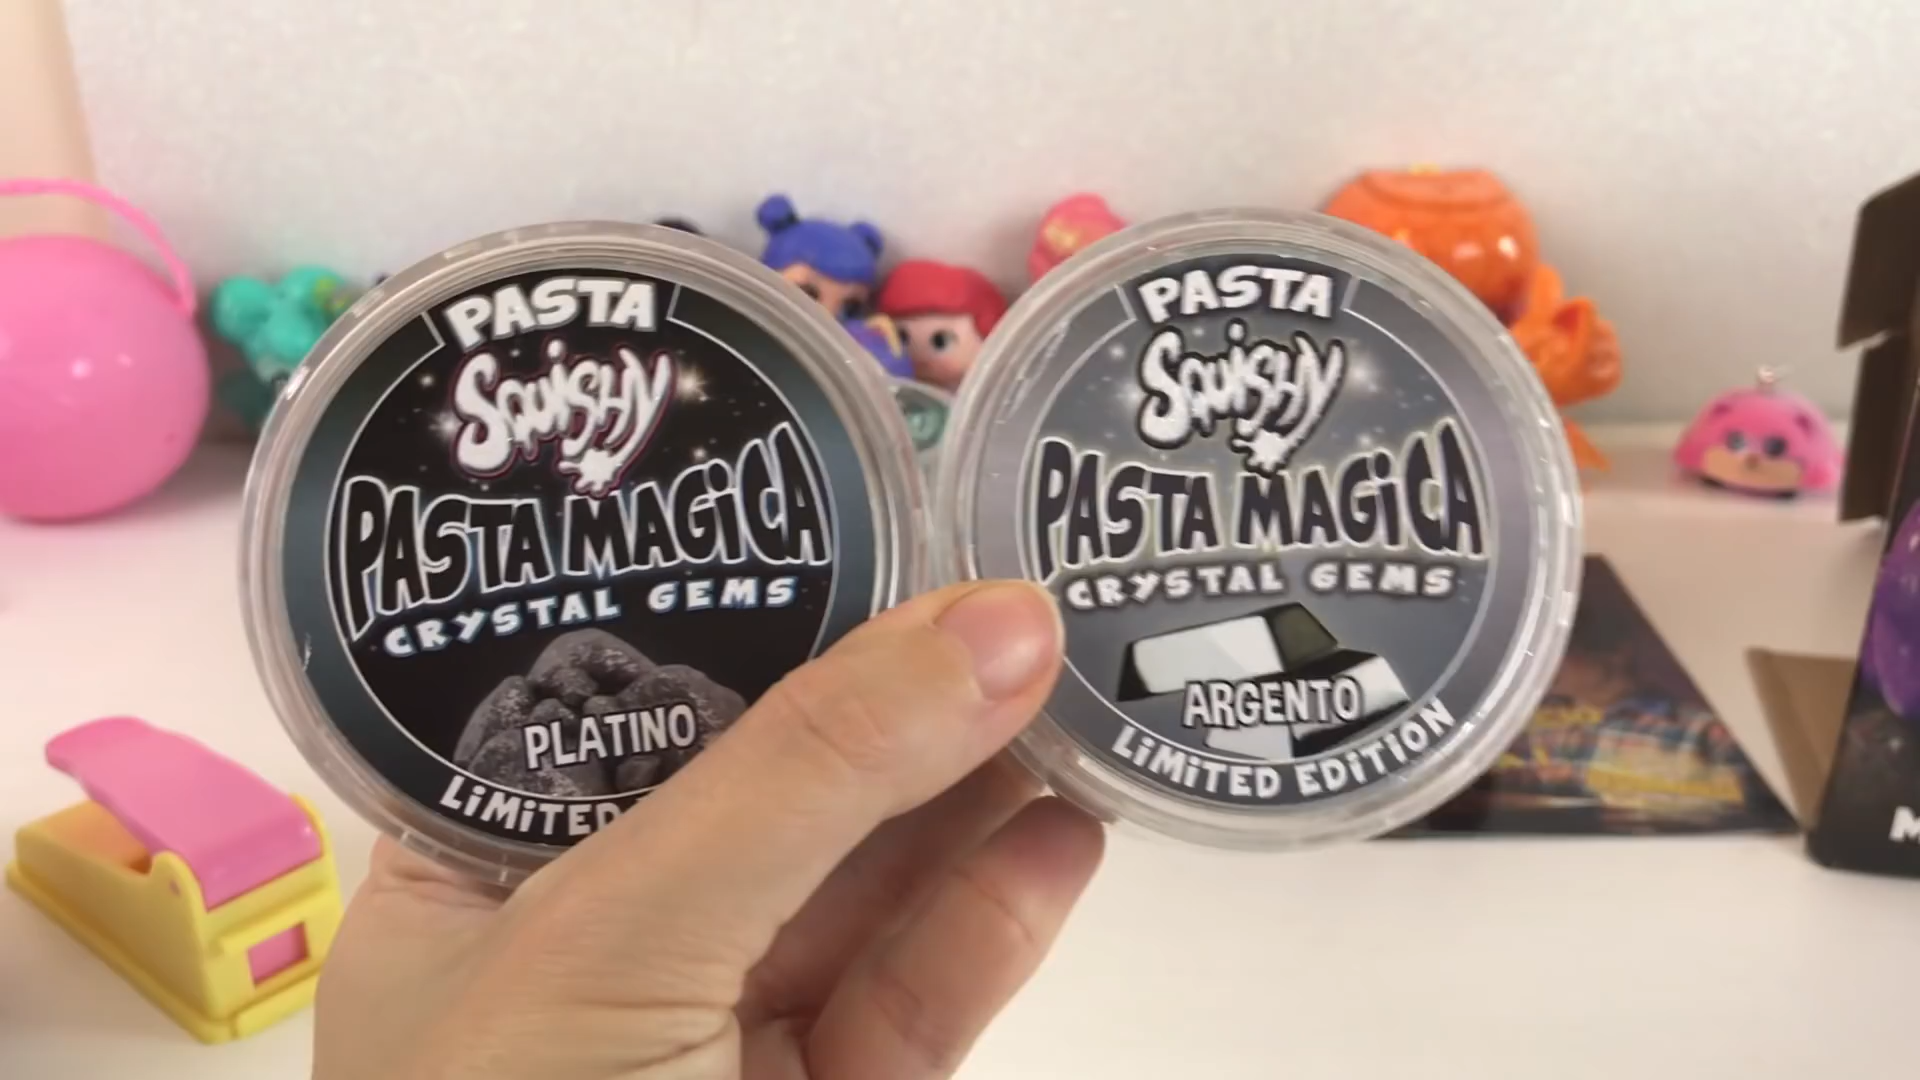 PASTA
SQUISHY
PASTA MAGiCA
CRYSTAL GEMS
PLATINO
LiMiTED
PASTA
SQUISHY
PASTA MAGiCA
CRYSTAL GEMS
ARGENTO
LiMiTED EDiTiON